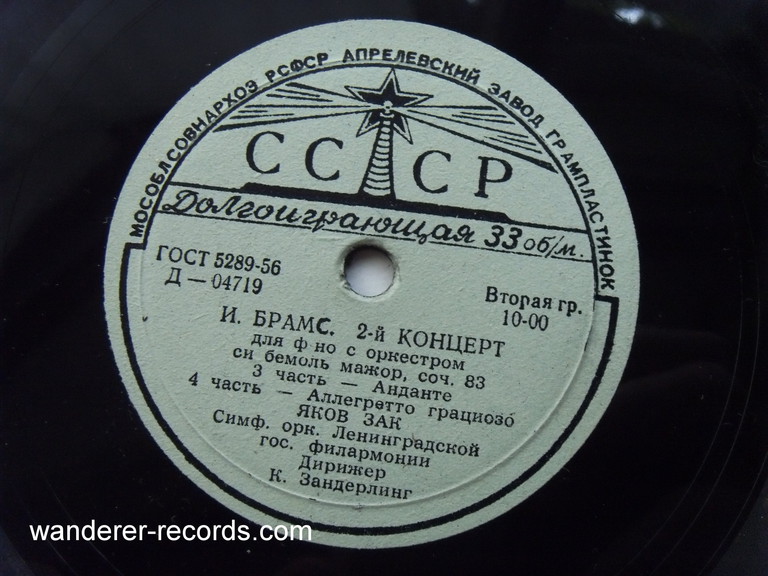 МОСОБЛСОВНАРХОЗ РСФСР АПРЕЛЕВСКИЙ ЗАВОД ГРАМПЛАСТИНОК
СССР
Долгоиграющая 33 об/м.
ГОСТ 5289-56
Д — 04719
Вторая гр.
10-00
И. БРАМС. 2-й КОНЦЕРТ
для ф-но с оркестром
си бемоль мажор, соч. 83
3 часть — Анданте
4 часть — Аллегретто грациозо
ЯКОВ ЗАК
Симф. орк. Ленинградской
гос. филармонии
Дирижер
К. Зандерлинг
wanderer-records.com